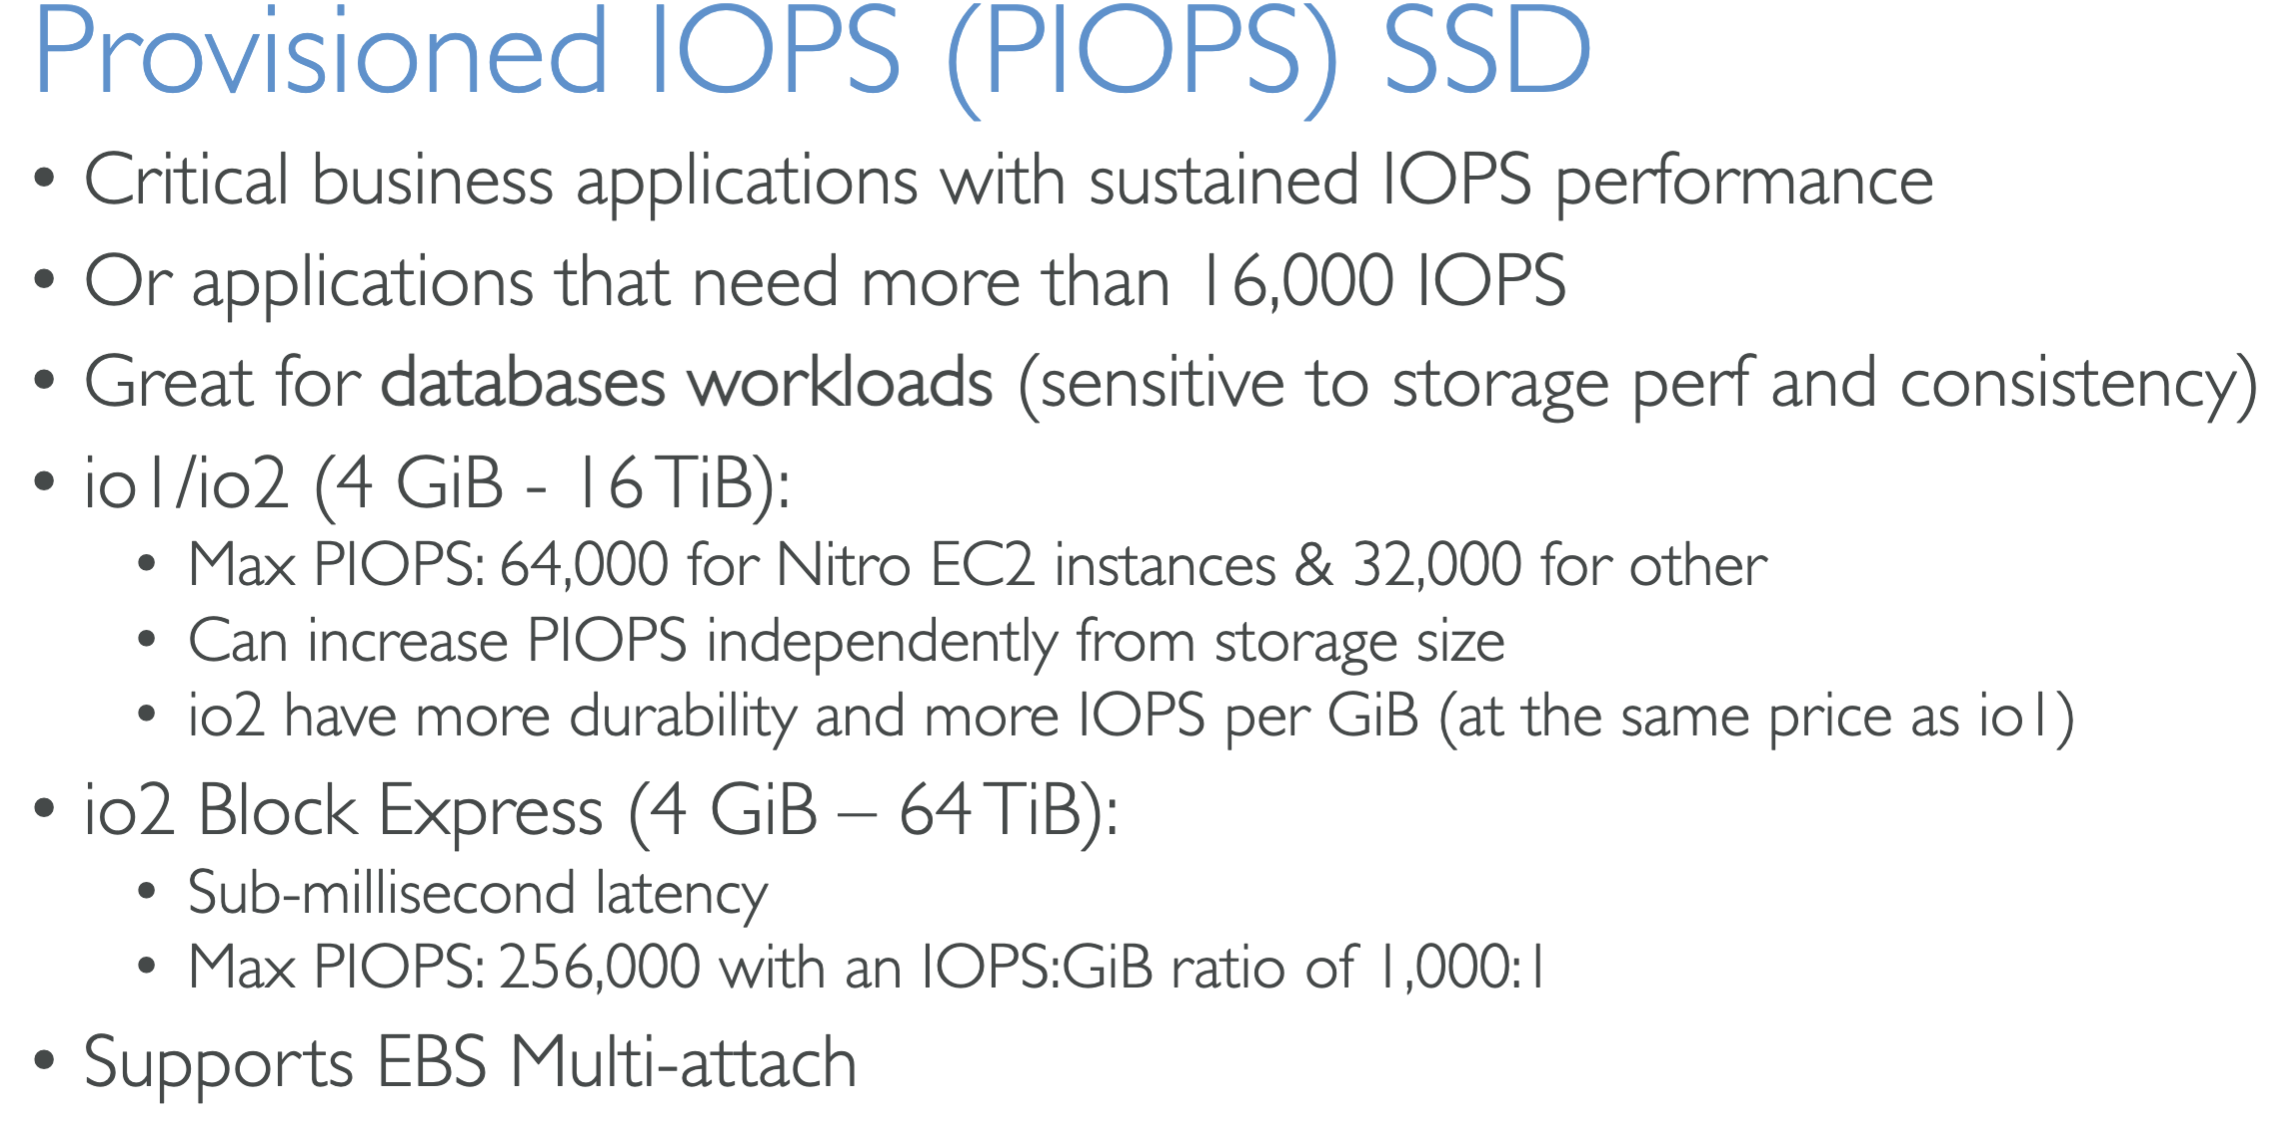 Provisioned IOPS (PIOPS) SSD
• Critical business applications with sustained IOPS performance
• Or applications that need more than 16,000 IOPS
• Great for databases workloads (sensitive to storage perf and consistency)
• io1/io2 (4 GiB - 16 TiB):
• Max PIOPS: 64,000 for Nitro EC2 instances & 32,000 for other
• Can increase PIOPS independently from storage size
• io2 have more durability and more IOPS per GiB (at the same price as io1)
• io2 Block Express (4 GiB – 64 TiB):
• Sub-millisecond latency
• Max PIOPS: 256,000 with an IOPS:GiB ratio of 1,000:1
• Supports EBS Multi-attach